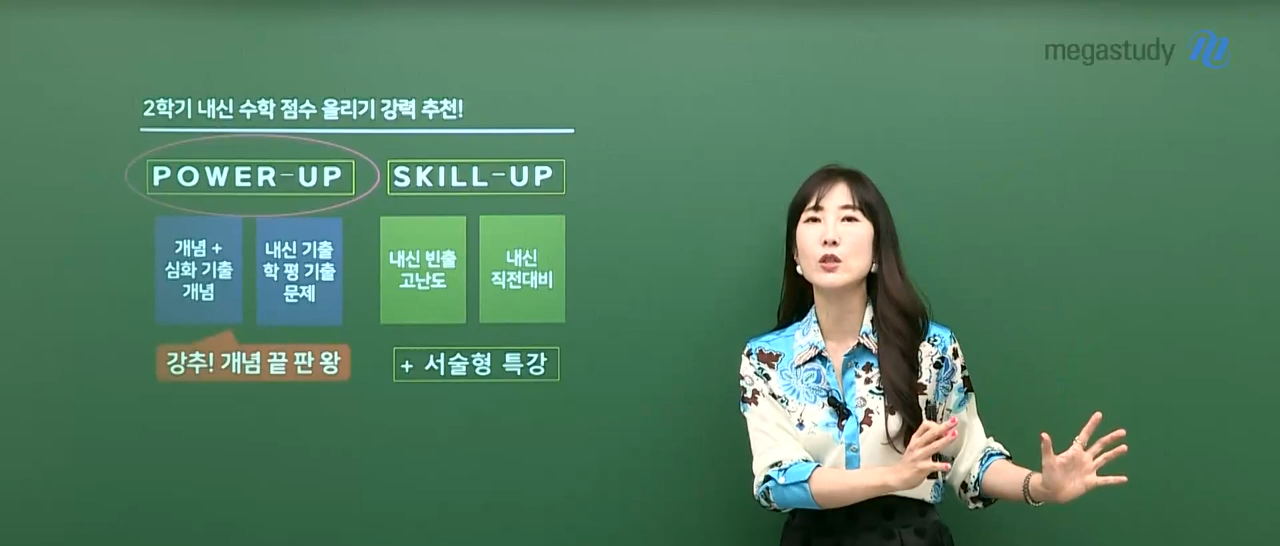 megastudy
2학기 내신 수학 점수 올리기 강력 추천!
POWER-UP
SKILL-UP
개념 +
심화 기출
개념
내신 기출
학 평 기출
문제
내신 빈출
고난도
내신
직전대비
강추! 개념 끝 판 왕
+ 서술형 특강